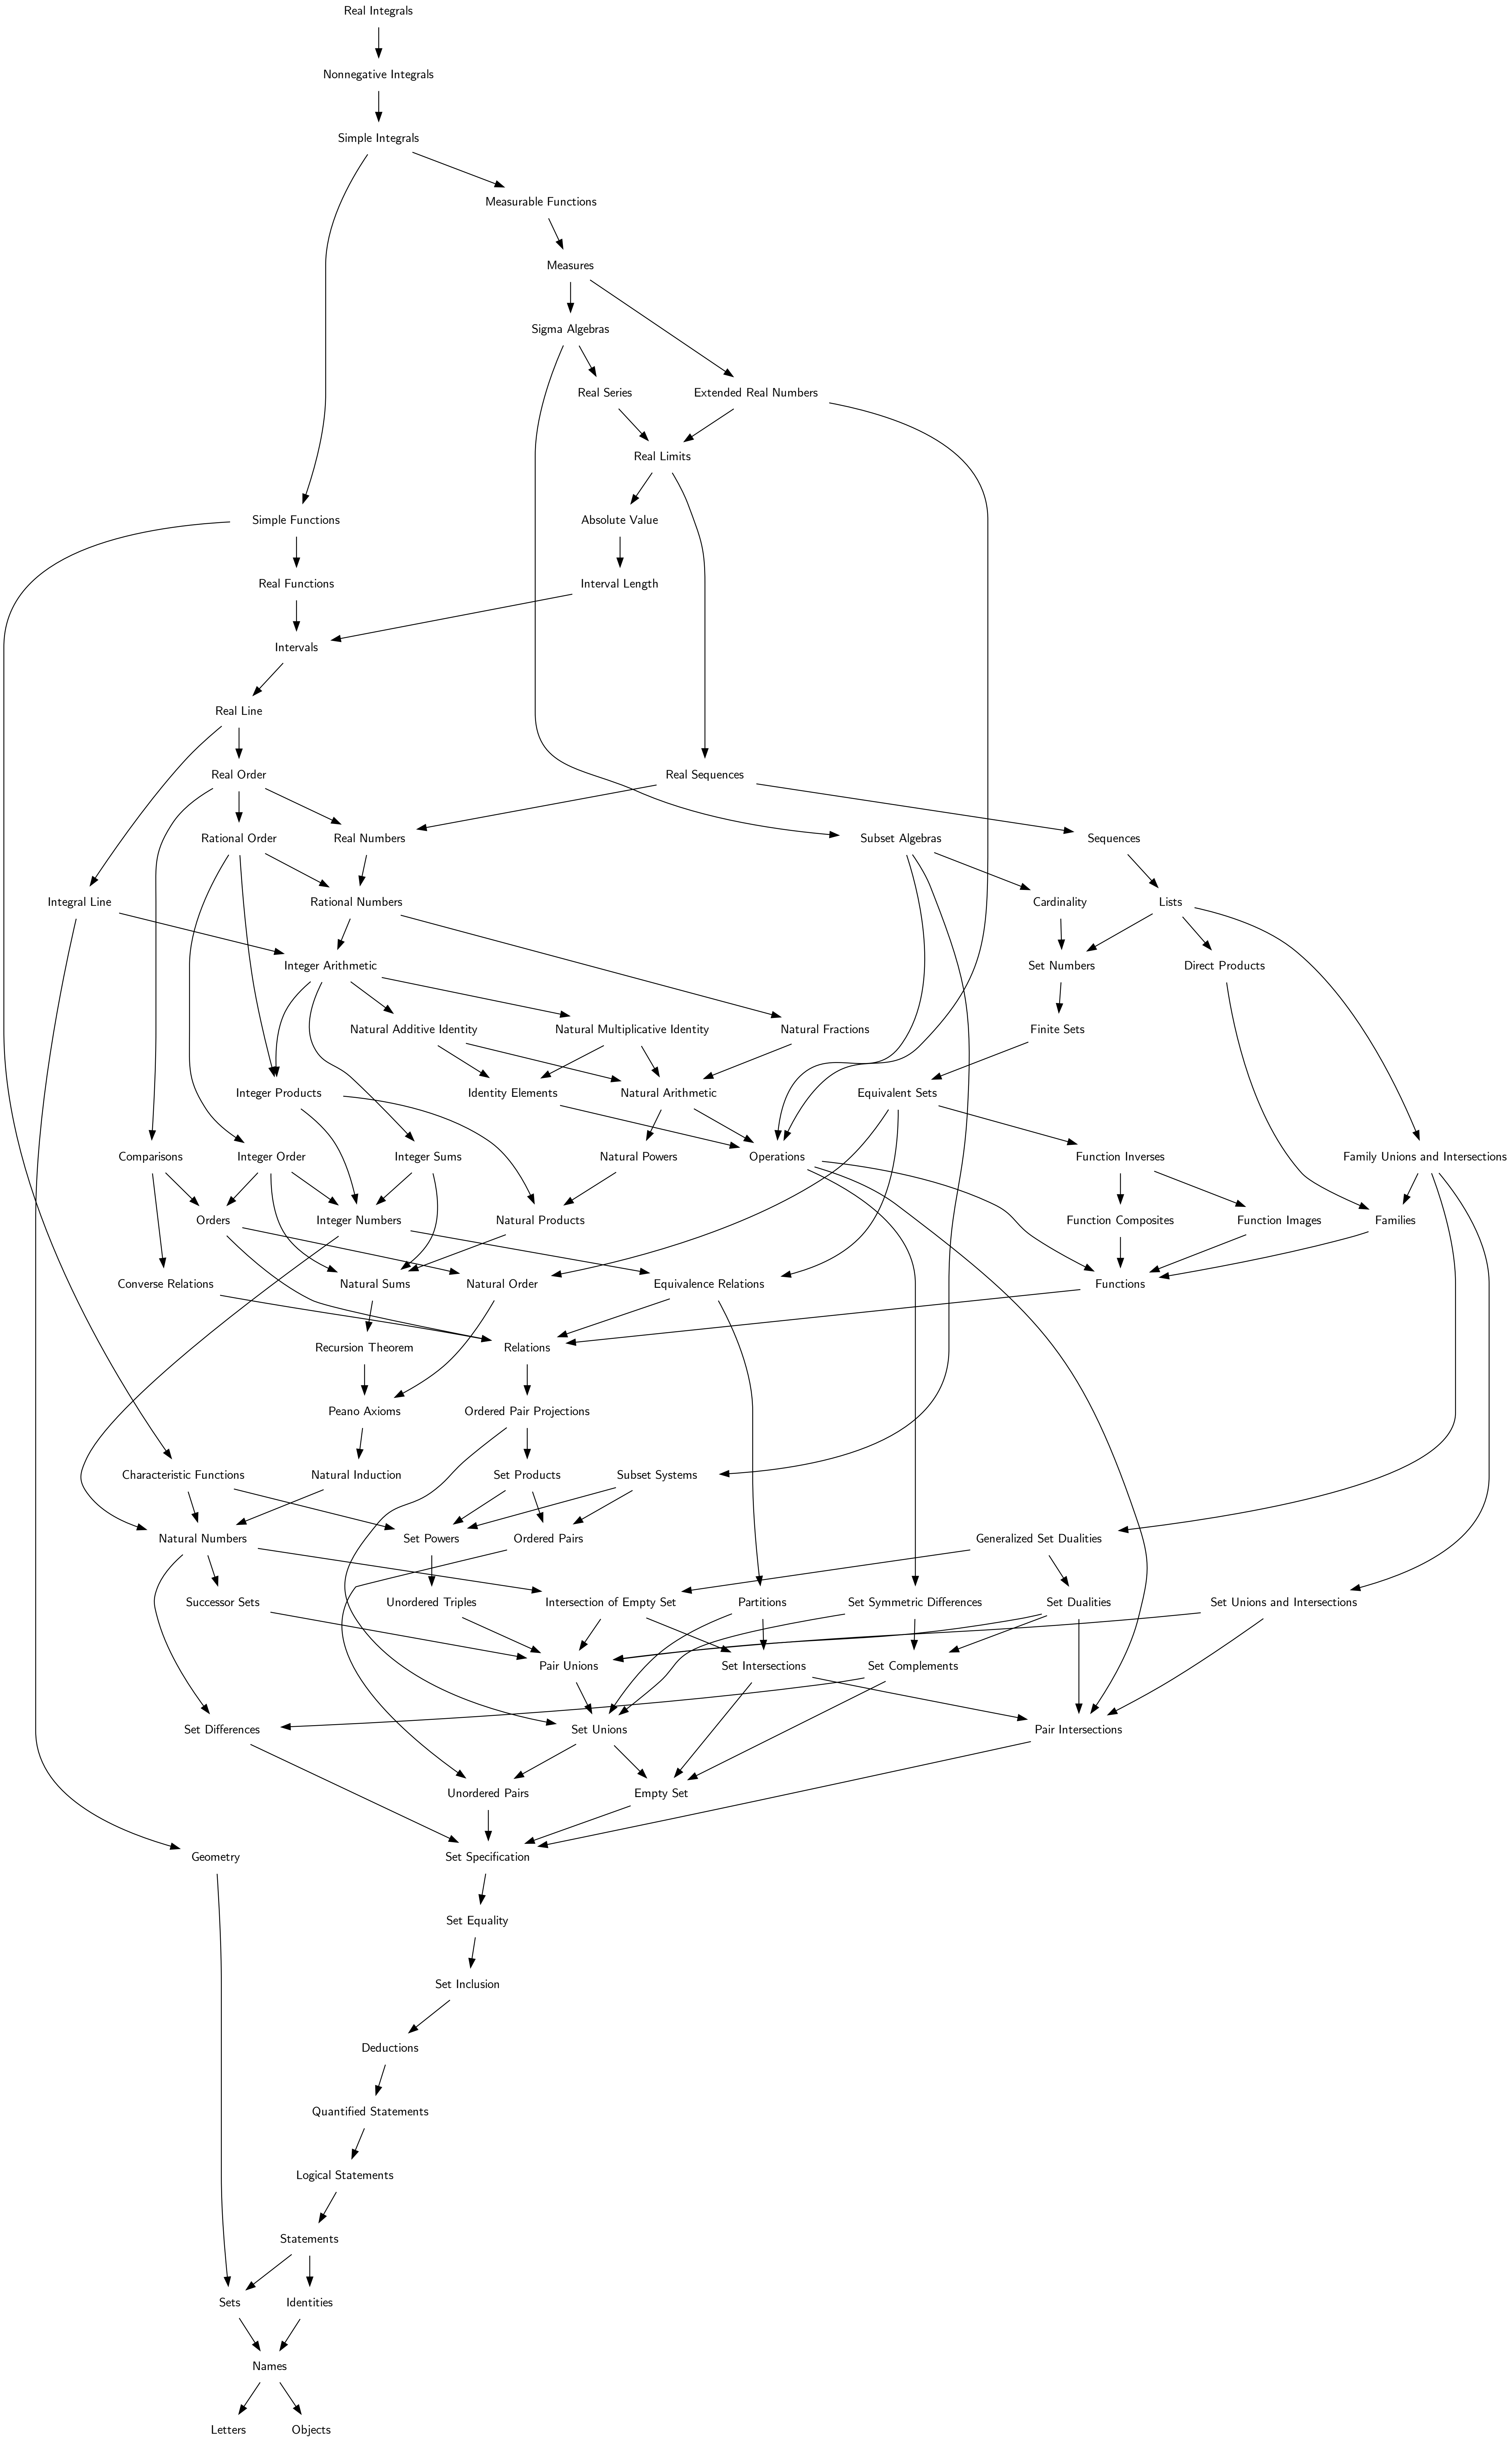 Real Integrals
Nonnegative Integrals
Simple Integrals
Measurable Functions
Measures
Sigma Algebras
Real Series
Extended Real Numbers
Real Limits
Simple Functions
Absolute Value
Real Functions
Interval Length
Intervals
Real Line
Real Order
Real Sequences
Rational Order
Real Numbers
Subset Algebras
Sequences
Integral Line
Rational Numbers
Cardinality
Lists
Integer Arithmetic
Set Numbers
Direct Products
Natural Additive Identity
Natural Multiplicative Identity
Natural Fractions
Finite Sets
Integer Products
Identity Elements
Natural Arithmetic
Equivalent Sets
Comparisons
Integer Order
Integer Sums
Natural Powers
Operations
Function Inverses
Family Unions and Intersections
Orders
Integer Numbers
Natural Products
Function Composites
Function Images
Families
Converse Relations
Natural Sums
Natural Order
Equivalence Relations
Functions
Recursion Theorem
Relations
Peano Axioms
Ordered Pair Projections
Characteristic Functions
Natural Induction
Set Products
Subset Systems
Natural Numbers
Set Powers
Ordered Pairs
Generalized Set Dualities
Successor Sets
Unordered Triples
Intersection of Empty Set
Partitions
Set Symmetric Differences
Set Dualities
Set Unions and Intersections
Pair Unions
Set Intersections
Set Complements
Set Differences
Set Unions
Pair Intersections
Unordered Pairs
Empty Set
Geometry
Set Specification
Set Equality
Set Inclusion
Deductions
Quantified Statements
Logical Statements
Statements
Sets
Identities
Names
Letters
Objects